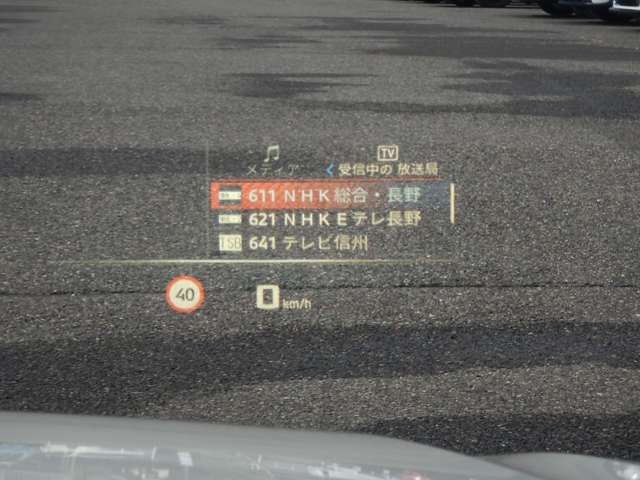 TV
メディア 受信中の 放送局
611 NHK総合・長野
621 NHKEテレ長野
TSB 641 テレビ信州
40
km/h